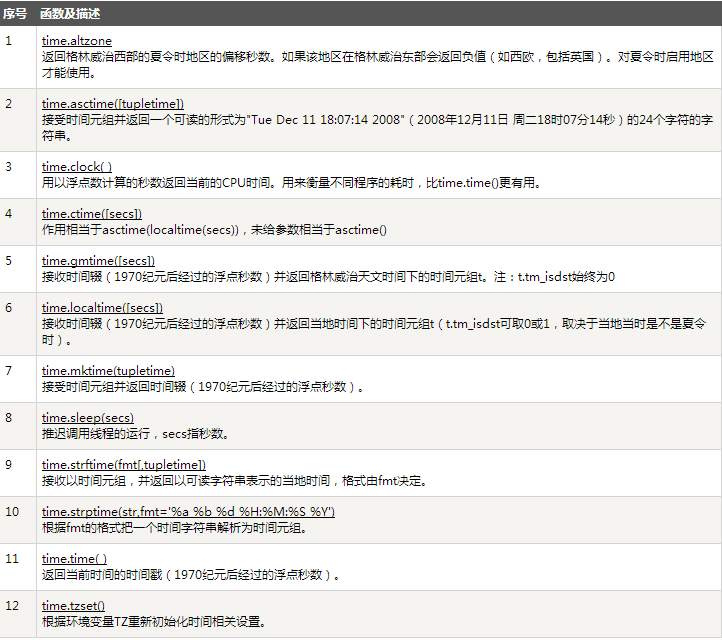 序号 函数及描述
1 time.altzone
返回格林威治西部的夏令时地区的偏移秒数。如果该地区在格林威治东部会返回负值（如西欧，包括英国）。对夏令时启用地区
才能使用。
2 time.asctime([tupletime])
接受时间元组并返回一个可读的形式为"Tue Dec 11 18:07:14 2008"（2008年12月11日 周二18时07分14秒）的24个字符的字
符串。
3 time.clock( )
用以浮点数计算的秒数返回当前的CPU时间。用来衡量不同程序的耗时，比time.time()更有用。
4 time.ctime([secs])
作用相当于asctime(localtime(secs))，未给参数相当于asctime()
5 time.gmtime([secs])
接收时间辍（1970纪元后经过的浮点秒数）并返回格林威治天文时间下的时间元组t。注：t.tm_isdst始终为0
6 time.localtime([secs])
接收时间辍（1970纪元后经过的浮点秒数）并返回当地时间下的时间元组t（t.tm_isdst可取0或1，取决于当地当时是不是夏令
时）。
7 time.mktime(tupletime)
接受时间元组并返回时间辍（1970纪元后经过的浮点秒数）。
8 time.sleep(secs)
推迟调用线程的运行，secs指秒数。
9 time.strftime(fmt[,tupletime])
接收以时间元组，并返回以可读字符串表示的当地时间，格式由fmt决定。
10 time.strptime(str,fmt='%a %b %d %H:%M:%S %Y')
根据fmt的格式把一个时间字符串解析为时间元组。
11 time.time( )
返回当前时间的时间戳（1970纪元后经过的浮点秒数）。
12 time.tzset()
根据环境变量TZ重新初始化时间相关设置。